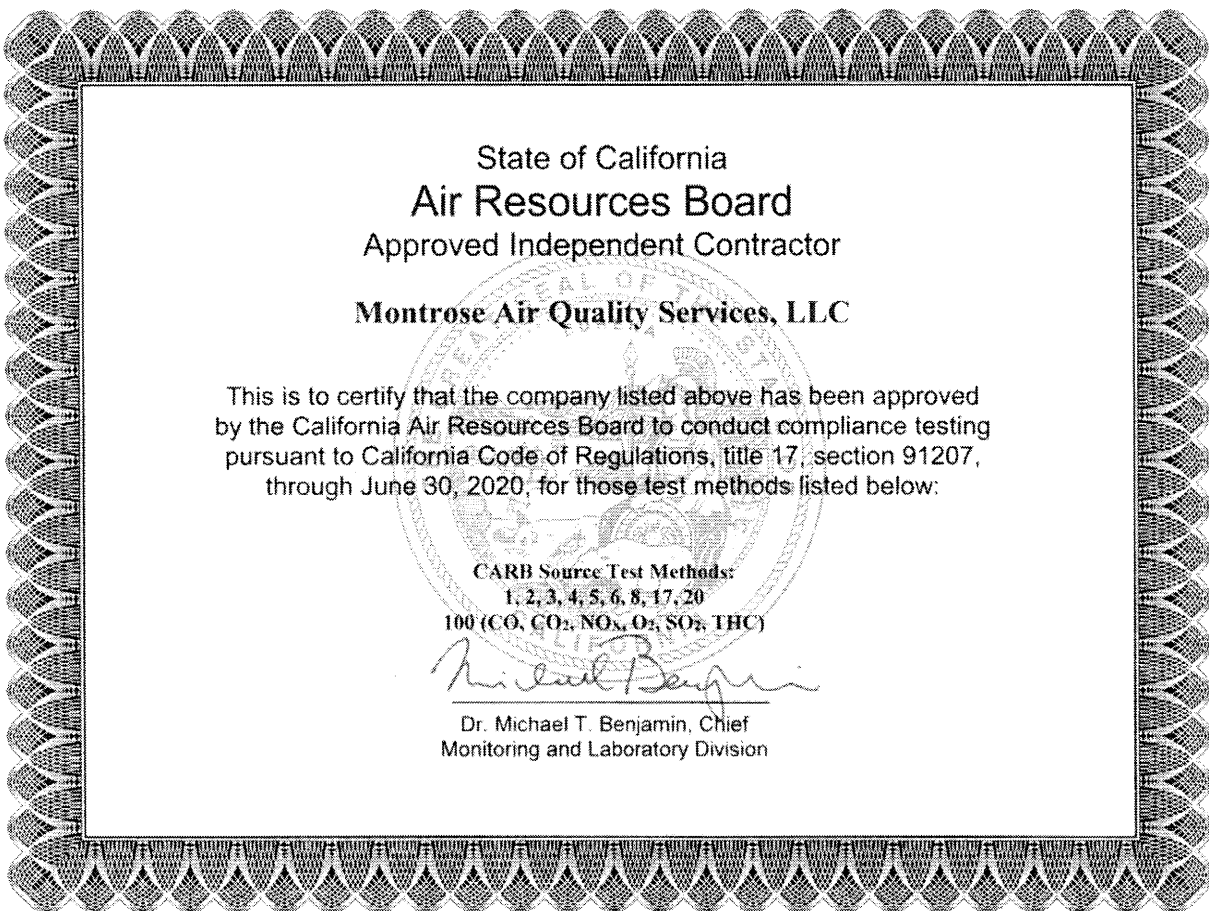 State of California
Air Resources Board
Approved Independent Contractor
Montrose Air Quality Services, LLC
This is to certify that the company listed above has been approved
by the California Air Resources Board to conduct compliance testing
pursuant to California Code of Regulations, title 17, section 91207,
through June 30, 2020, for those test methods listed below:
CARB Source Test Methods:
1, 2, 3, 4, 5, 6, 8, 17, 20
100 (CO, CO₂, NOₓ, O₂, SO₂, THC)
Michael Benjamin
Dr. Michael T. Benjamin, Chief
Monitoring and Laboratory Division